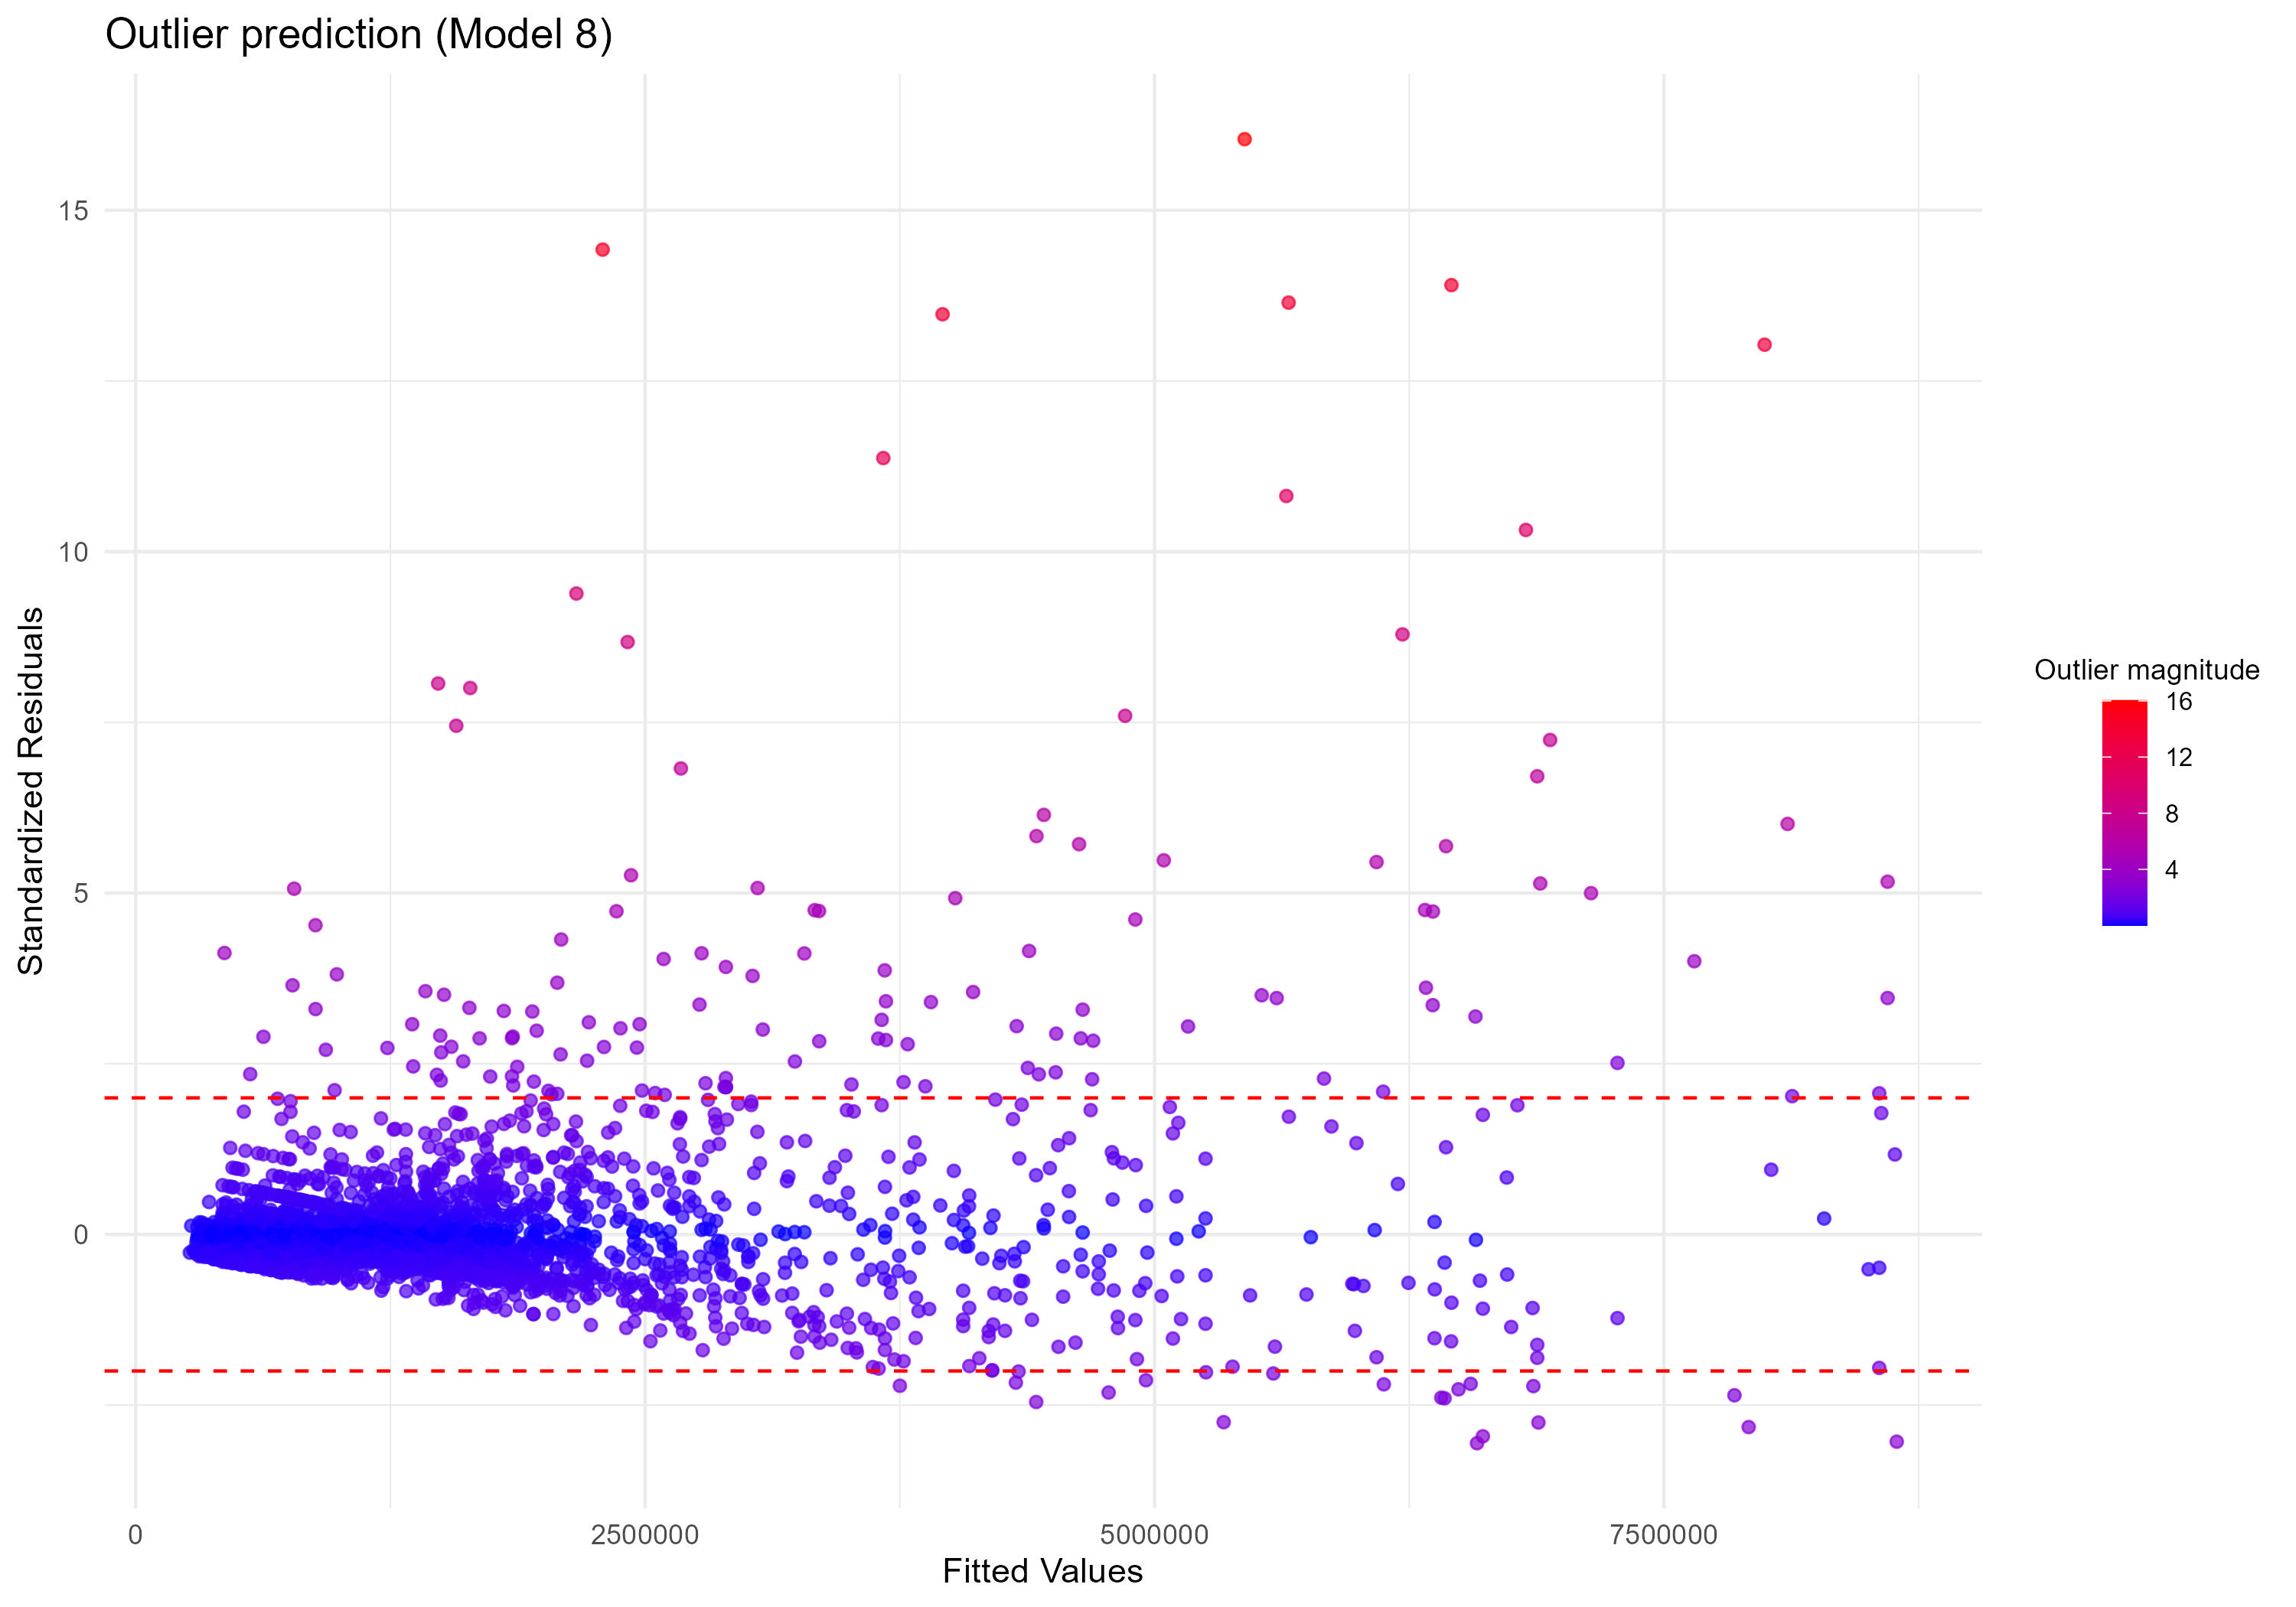 Outlier prediction (Model 8)
Standardized Residuals
15
10
5
0
0 2500000 5000000 7500000
Fitted Values
Outlier magnitude
16
12
8
4